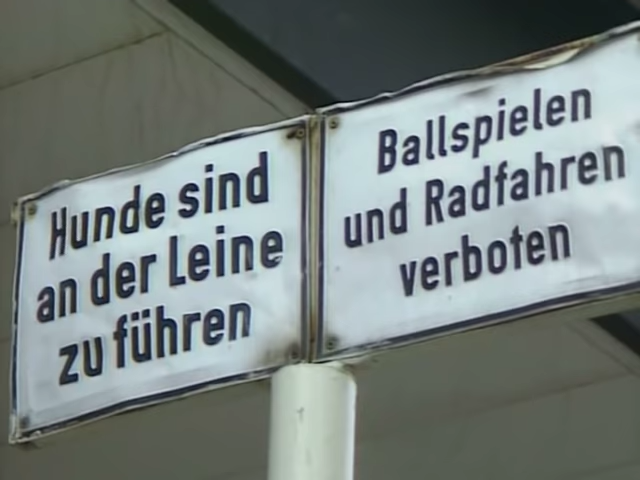 Hunde sind
an der Leine
zu führen
Ballspielen
und Radfahren
verboten